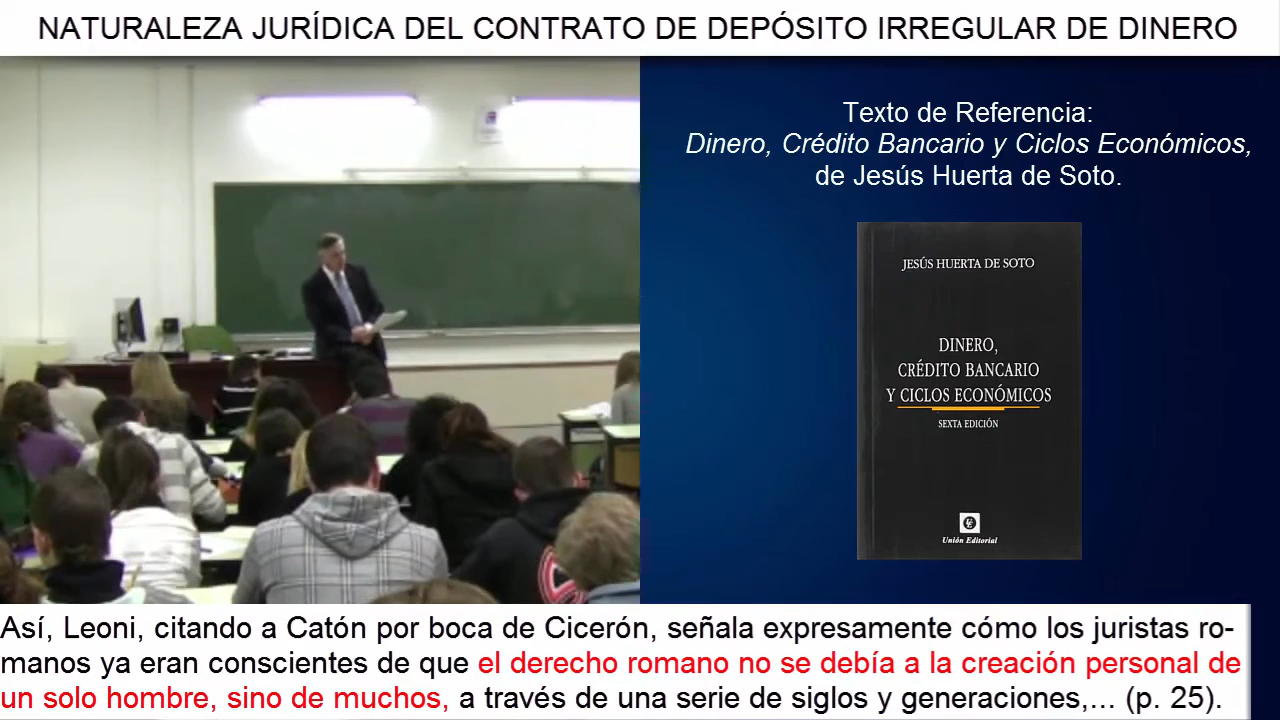 NATURALEZA JURÍDICA DEL CONTRATO DE DEPÓSITO IRREGULAR DE DINERO
Texto de Referencia:
Dinero, Crédito Bancario y Ciclos Económicos,
de Jesús Huerta de Soto.
JESÚS HUERTA DE SOTO
DINERO,
CRÉDITO BANCARIO
Y CICLOS ECONÓMICOS
SEXTA EDICIÓN
Unión Editorial
Así, Leoni, citando a Catón por boca de Cicerón, señala expresamente cómo los juristas ro-
manos ya eran conscientes de que el derecho romano no se debía a la creación personal de
un solo hombre, sino de muchos, a través de una serie de siglos y generaciones,... (p. 25).